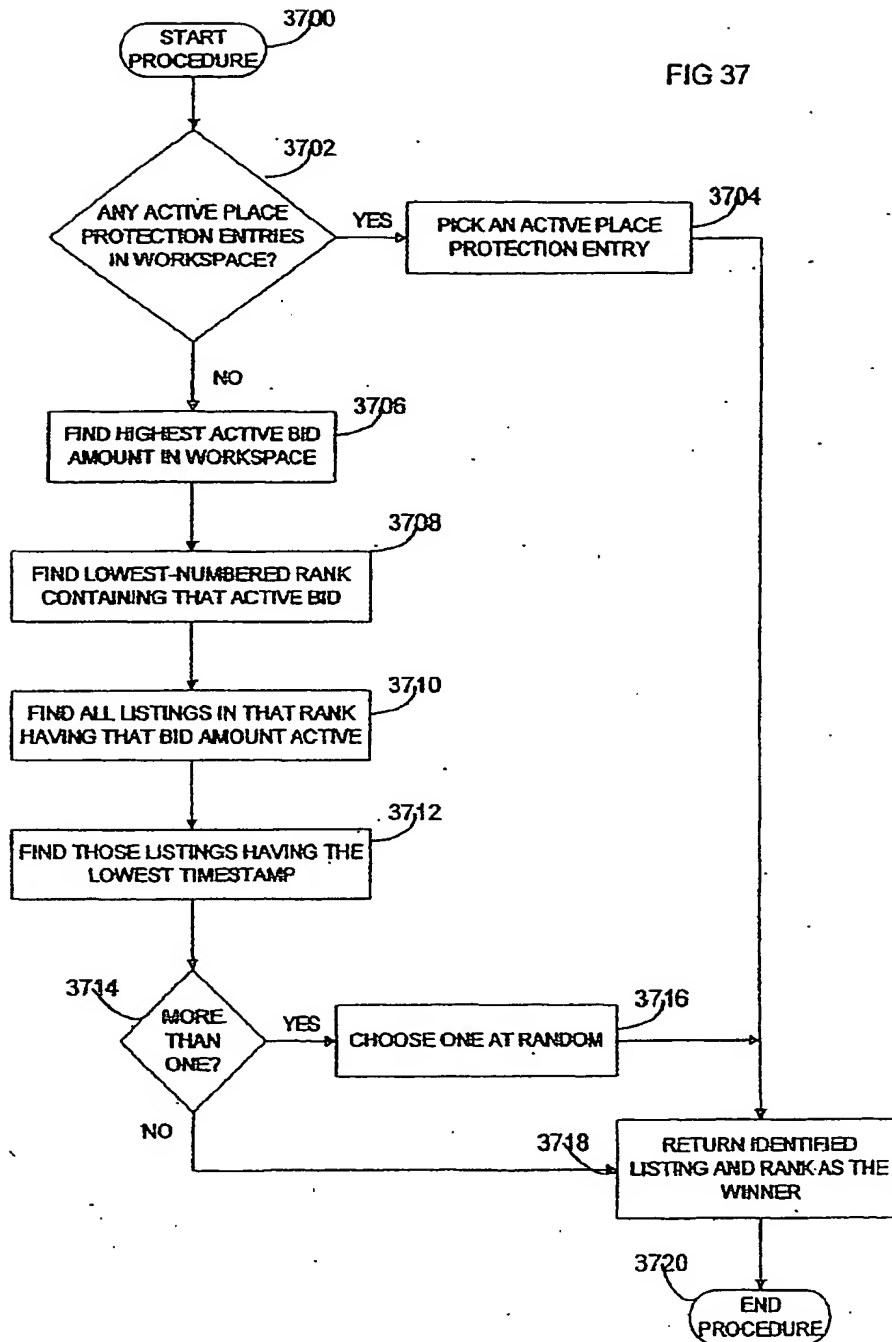 3700
START
PROCEDURE
FIG 37
3702
ANY ACTIVE PLACE
PROTECTION ENTRIES
IN WORKSPACE?
YES
3704
PICK AN ACTIVE PLACE
PROTECTION ENTRY
NO
3706
FIND HIGHEST ACTIVE BID
AMOUNT IN WORKSPACE
3708
FIND LOWEST-NUMBERED RANK
CONTAINING THAT ACTIVE BID
3710
FIND ALL LISTINGS IN THAT RANK
HAVING THAT BID AMOUNT ACTIVE
3712
FIND THOSE LISTINGS HAVING THE
LOWEST TIMESTAMP
3714
MORE
THAN
ONE?
YES
3716
CHOOSE ONE AT RANDOM
NO
3718
RETURN IDENTIFIED
LISTING AND RANK AS THE
WINNER
3720
END
PROCEDURE